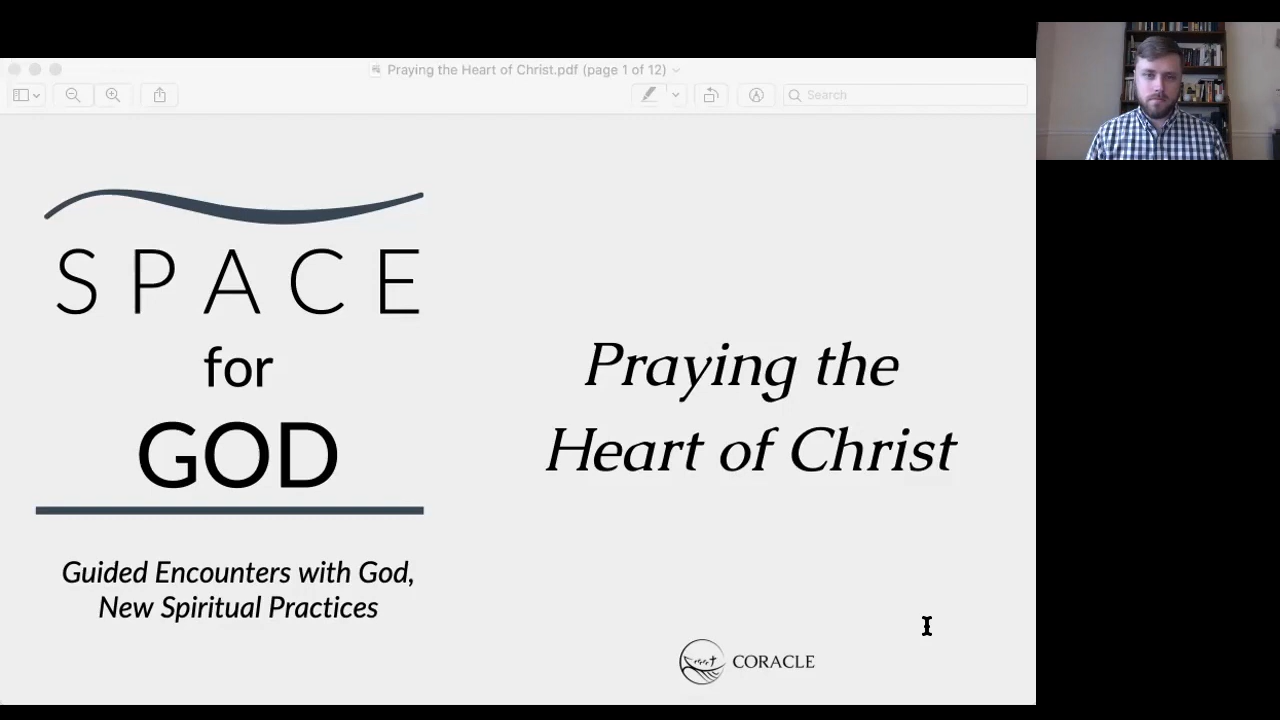 Praying the Heart of Christ.pdf (page 1 of 12)
Search
SPACE
for
GOD
Guided Encounters with God,
New Spiritual Practices
Praying the
Heart of Christ
CORACLE